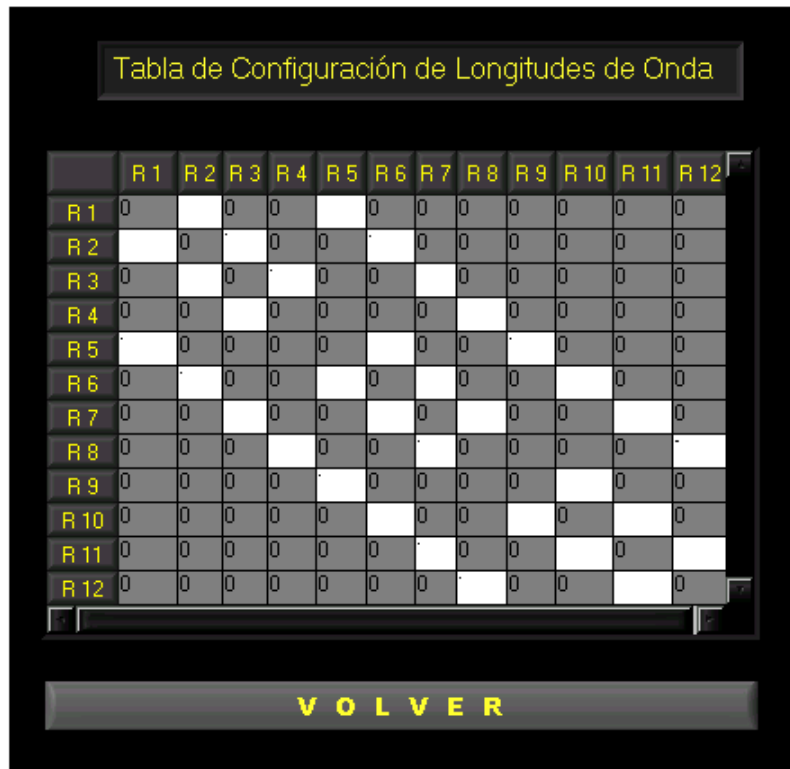 Tabla de Configuración de Longitudes de Onda
R 1 R 2 R 3 R 4 R 5 R 6 R 7 R 8 R 9 R 10 R 11 R 12
R 1 0 0 0 0 0 0 0 0 0 0
R 2 0 0 0 0 0 0 0 0 0
R 3 0 0 0 0 0 0 0 0 0
R 4 0 0 0 0 0 0 0 0 0 0
R 5 0 0 0 0 0 0 0 0 0
R 6 0 0 0 0 0 0 0 0
R 7 0 0 0 0 0 0 0 0
R 8 0 0 0 0 0 0 0 0 0
R 9 0 0 0 0 0 0 0 0 0 0
R 10 0 0 0 0 0 0 0 0 0
R 11 0 0 0 0 0 0 0 0 0
R 12 0 0 0 0 0 0 0 0 0 0
VOLVER